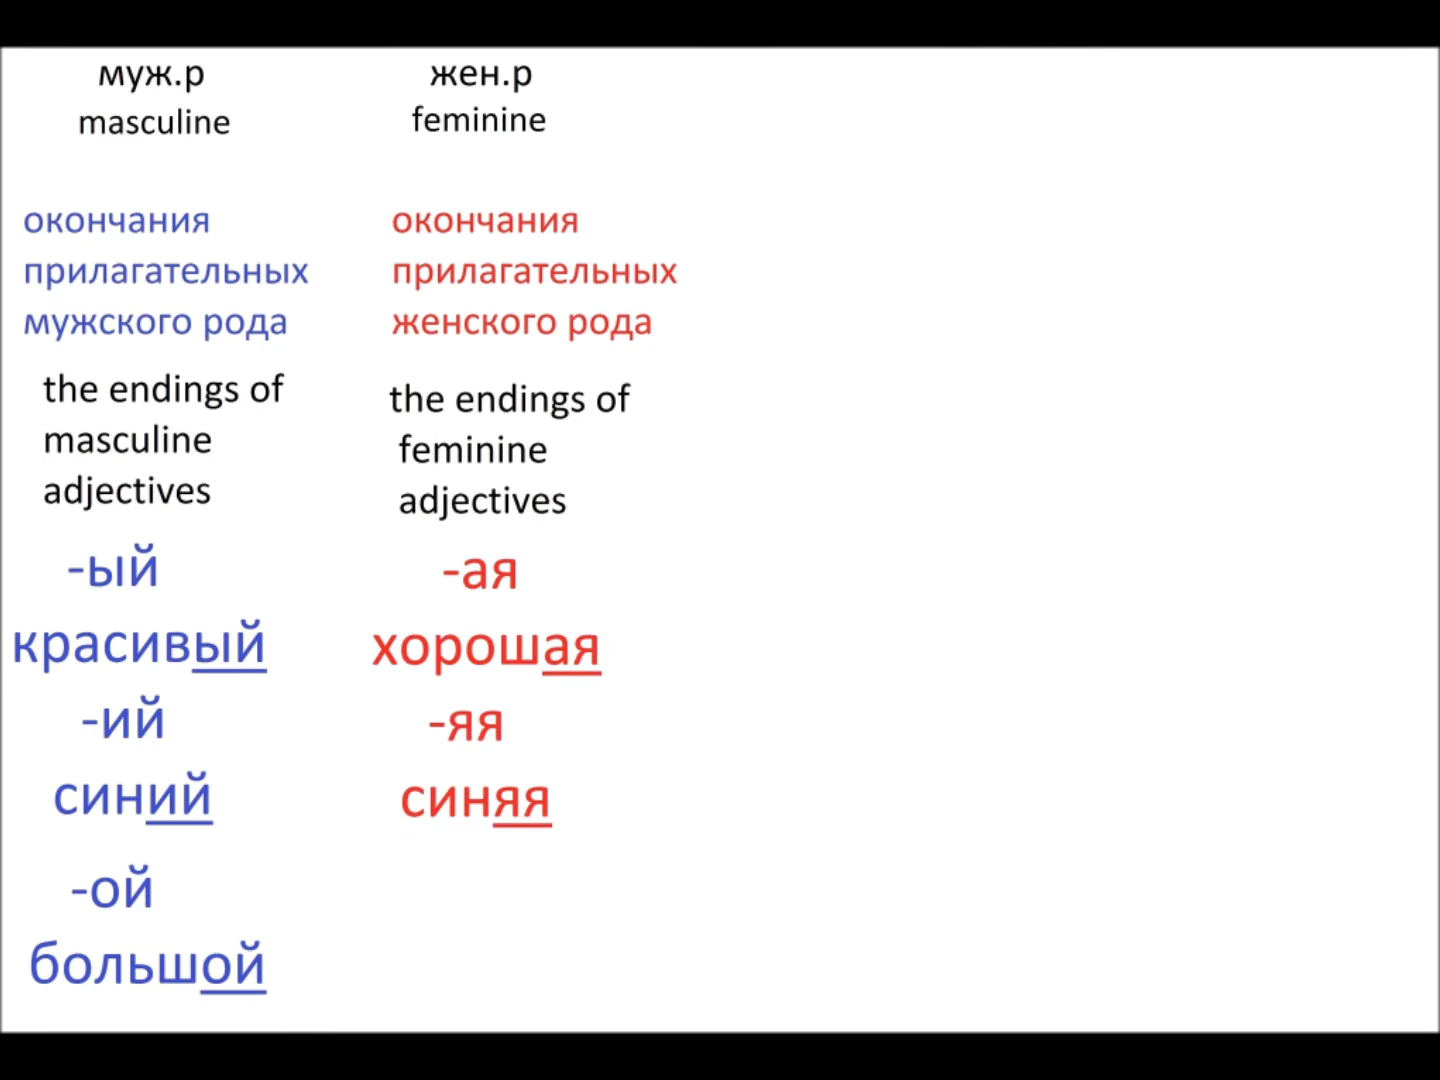 муж.р
masculine
окончания
прилагательных
мужского рода
the endings of
masculine
adjectives
-ый
красивый
-ий
синий
-ой
большой
жен.р
feminine
окончания
прилагательных
женского рода
the endings of
feminine
adjectives
-ая
хорошая
-яя
синяя